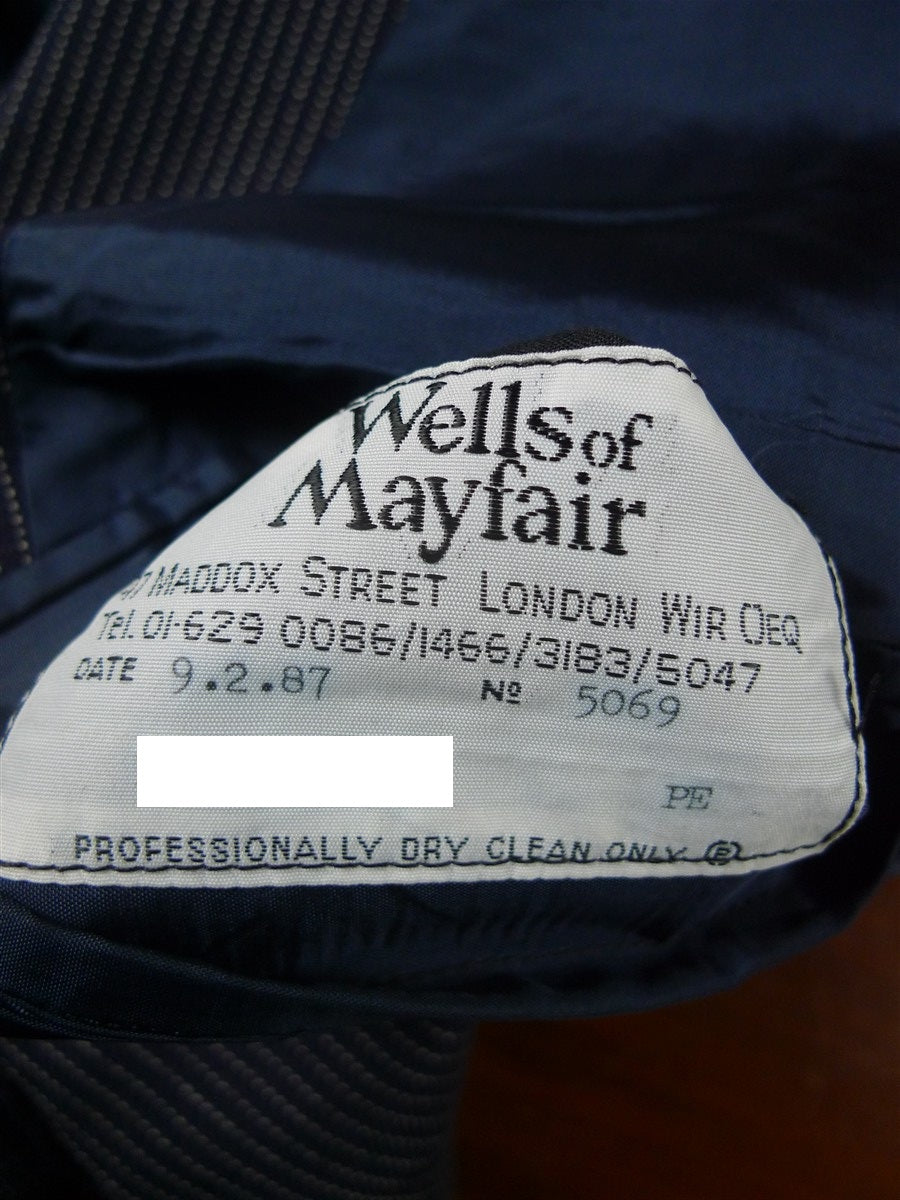 Wells of
Mayfair
47 MADDOX STREET LONDON W1R 0EQ
Tel. 01-629 0086/1466/3183/5047
DATE 9.2.87 Nº 5069
PE
PROFESSIONALLY DRY CLEAN ONLY Ⓟ